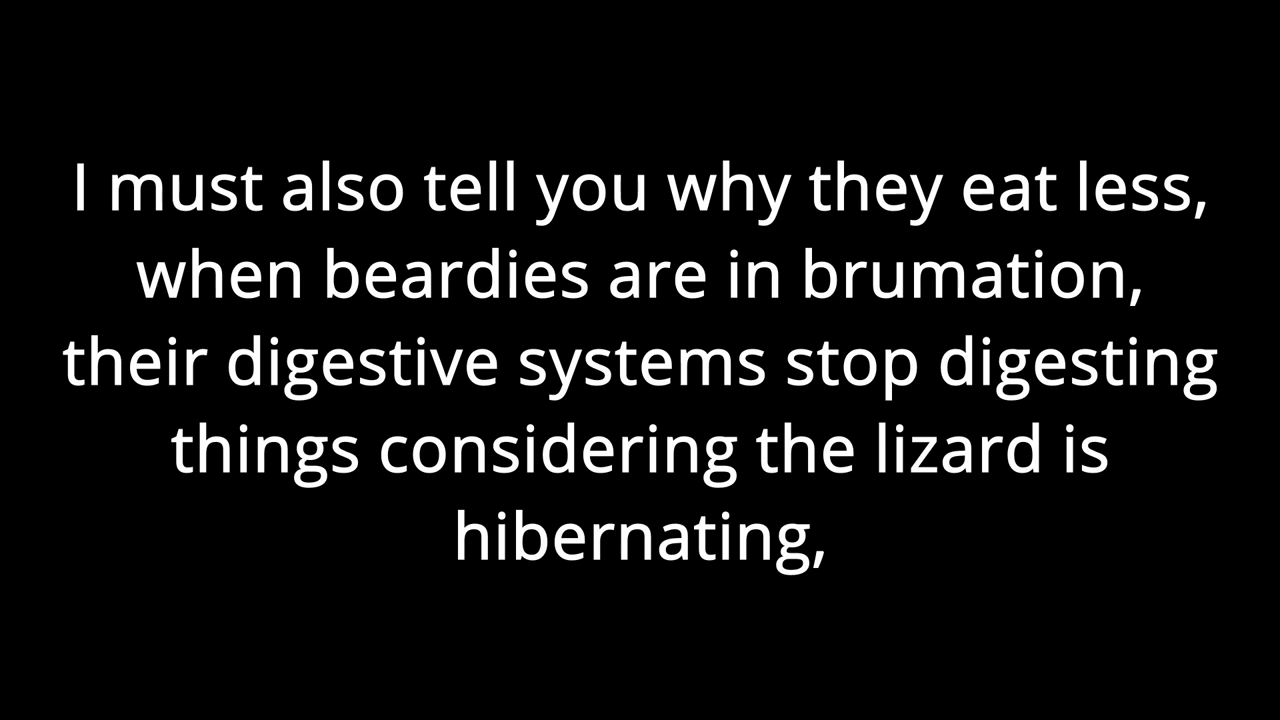 I must also tell you why they eat less,
when beardies are in brumation,
their digestive systems stop digesting
things considering the lizard is
hibernating,